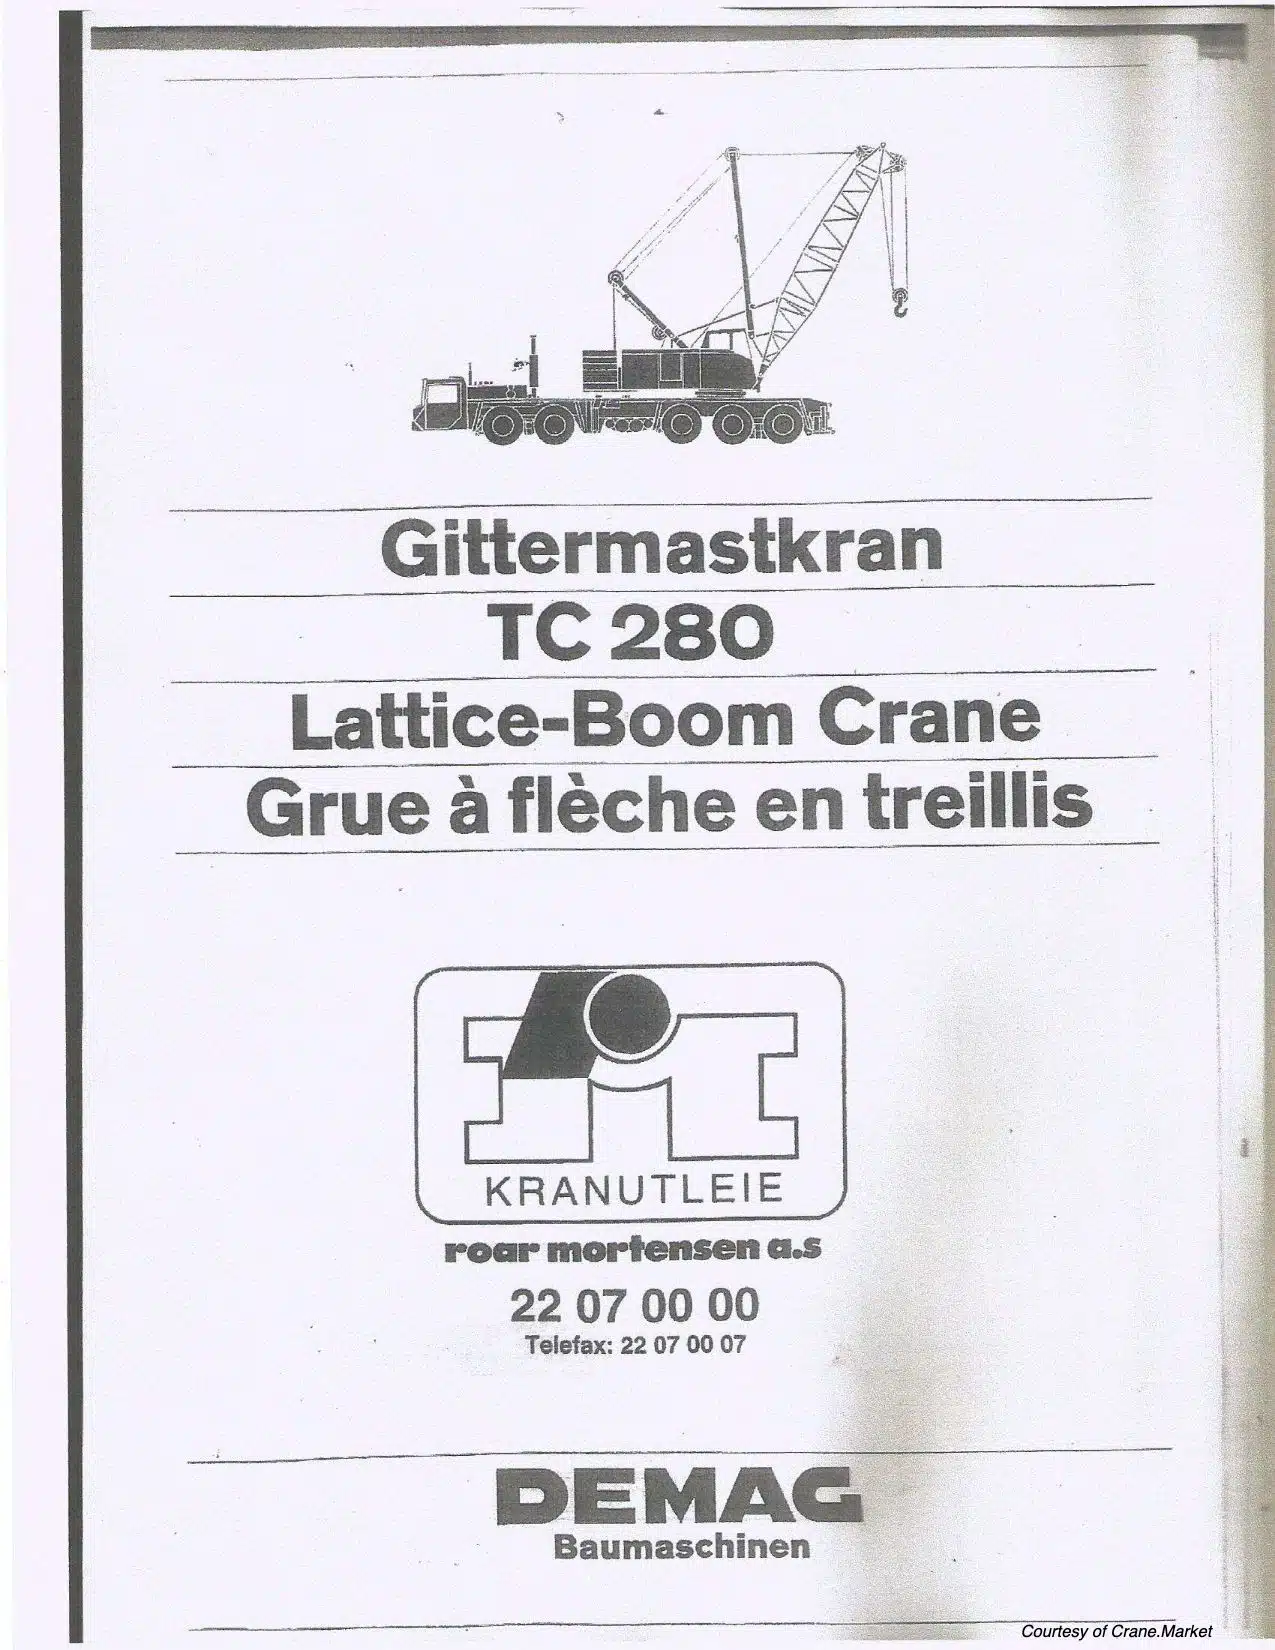 Gittermastkran
TC 280
Lattice-Boom Crane
Grue à flèche en treillis
KRANUTLEIE
roar mortensen a.s
22 07 00 00
Telefax: 22 07 00 07
DEMAG
Baumaschinen
Courtesy of Crane.Market